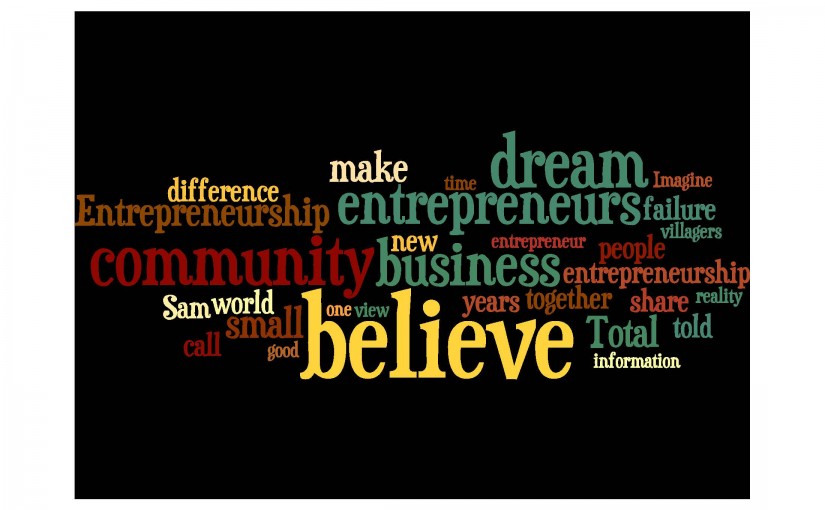 dream
make
time
Imagine
difference
Entrepreneurship
entrepreneurs
failure
villagers
new
entrepreneur
people
community
business
entrepreneurship
Sam
world
years
together
share
reality
one
view
small
believe
Total
told
call
good
information